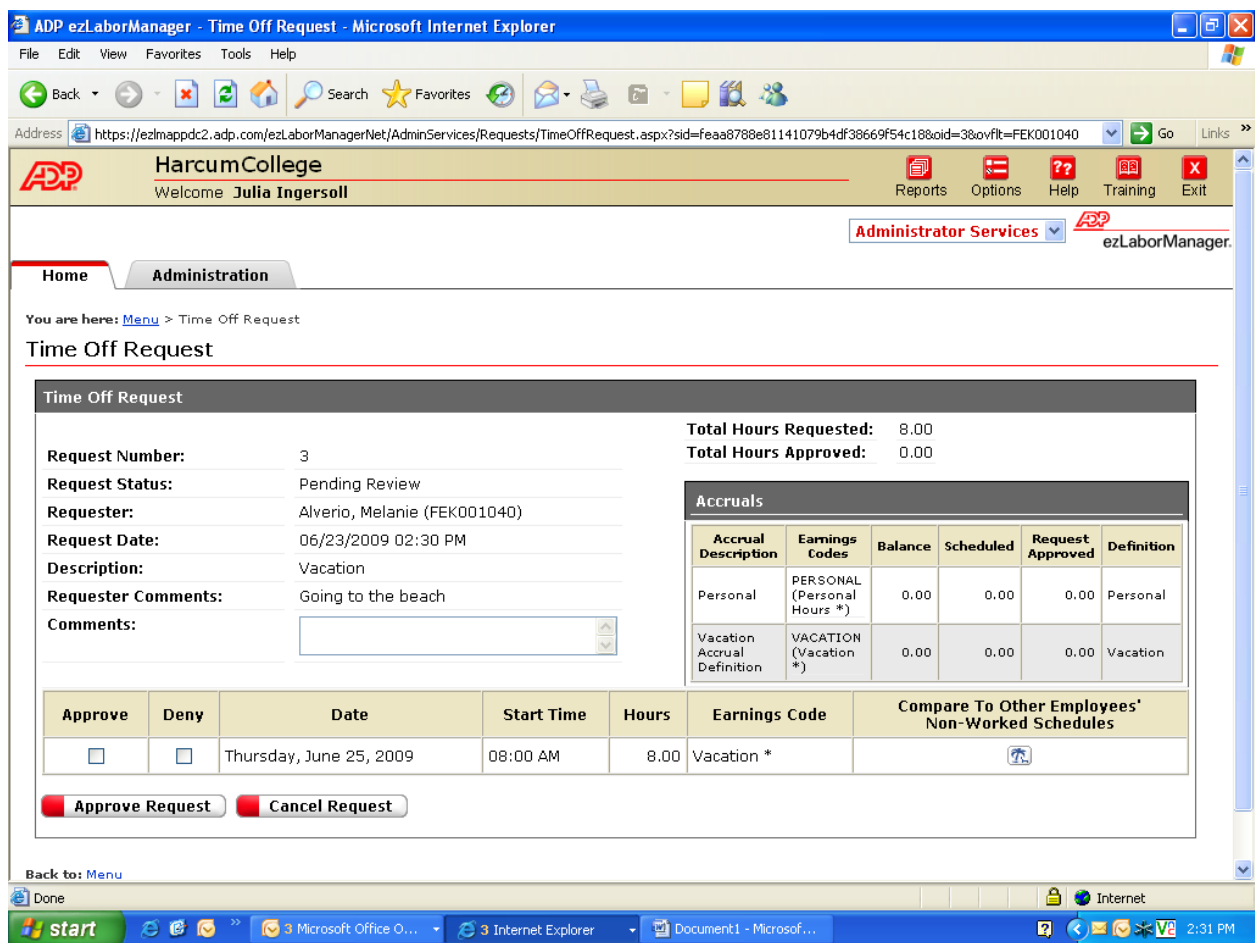 ADP ezLaborManager - Time Off Request - Microsoft Internet Explorer
File Edit View Favorites Tools Help
Back Search Favorites
Address https://ezlmappdc2.adp.com/ezLaborManagerNet/AdminServices/Requests/TimeOffRequest.aspx?sid=feaa8788e81141079b4df38669f54c18&oid=3&ovflt=FEK001040 Go Links »
ADP HarcumCollege
Welcome Julia Ingersoll
Reports Options Help Training Exit
Administrator Services
ADP
ezLaborManager.
Home Administration
You are here: Menu > Time Off Request
Time Off Request
Time Off Request
Total Hours Requested: 8.00
Total Hours Approved: 0.00
Request Number: 3
Request Status: Pending Review
Requester: Alverio, Melanie (FEK001040)
Request Date: 06/23/2009 02:30 PM
Description: Vacation
Requester Comments: Going to the beach
Comments:
Accruals
Accrual Description Earnings Codes Balance Scheduled Request Approved Definition
Personal PERSONAL (Personal Hours *) 0.00 0.00 0.00 Personal
Vacation Accrual Definition VACATION (Vacation *) 0.00 0.00 0.00 Vacation
Approve Deny Date Start Time Hours Earnings Code Compare To Other Employees' Non-Worked Schedules
Thursday, June 25, 2009 08:00 AM 8.00 Vacation *
Approve Request Cancel Request
Back to: Menu
Done Internet
start » 3 Microsoft Office O... 3 Internet Explorer Document1 - Microsof... 2:31 PM